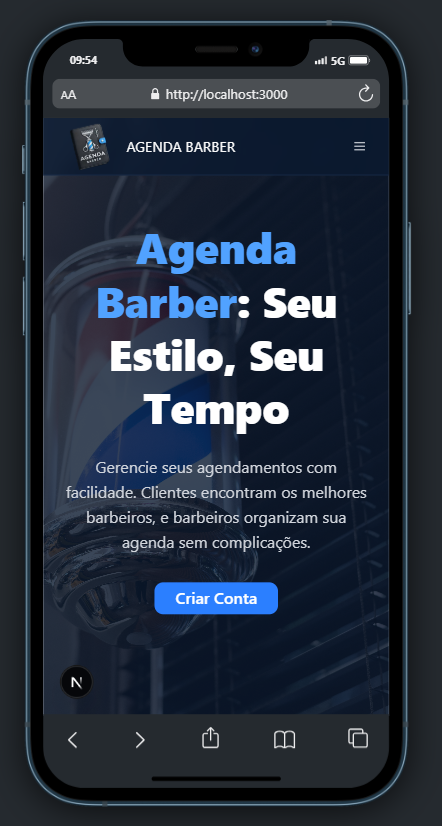 09:54
5G
AA
http://localhost:3000
AGENDA
BARBER
AGENDA BARBER
Agenda
Barber: Seu
Estilo, Seu
Tempo
Gerencie seus agendamentos com
facilidade. Clientes encontram os melhores
barbeiros, e barbeiros organizam sua
agenda sem complicações.
Criar Conta
N